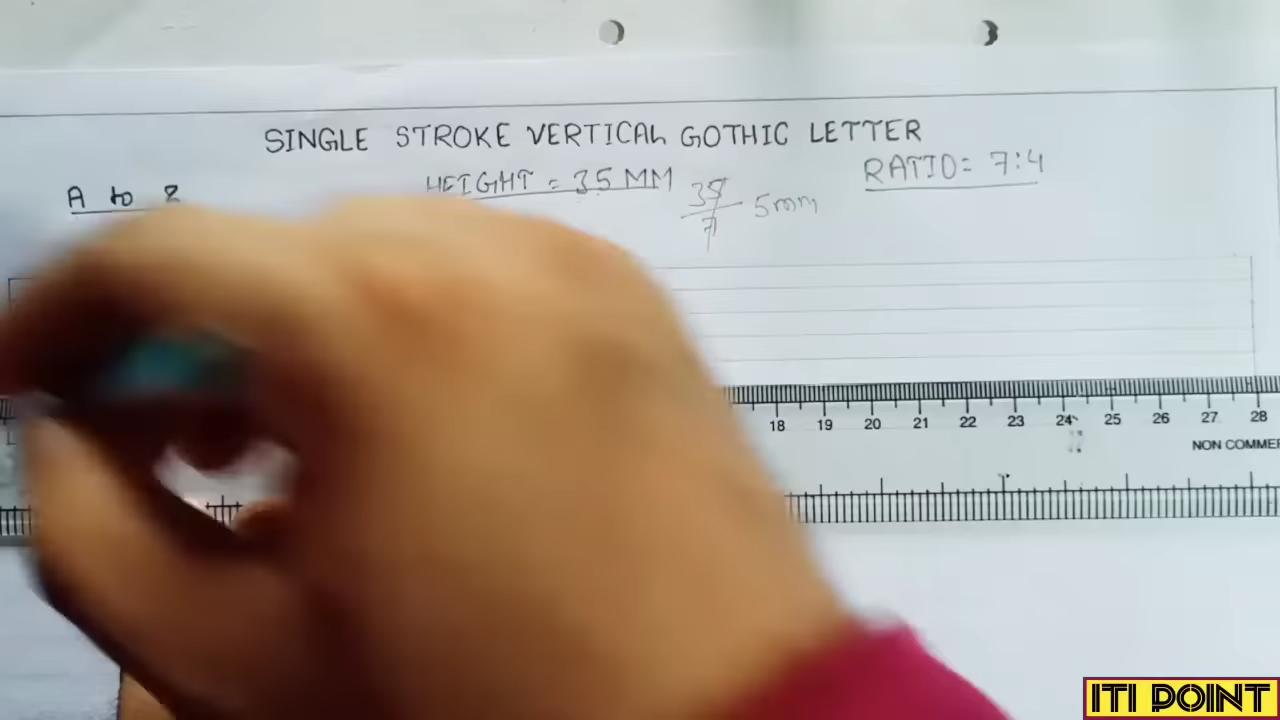 SINGLE STROKE VERTICAL GOTHIC LETTER
HEIGHT = 35 MM
RATIO = 7:4
A to Z
35
7
5mm
18 19 20 21 22 23 24 25 26 27 28
NON COMMER
ITI POINT